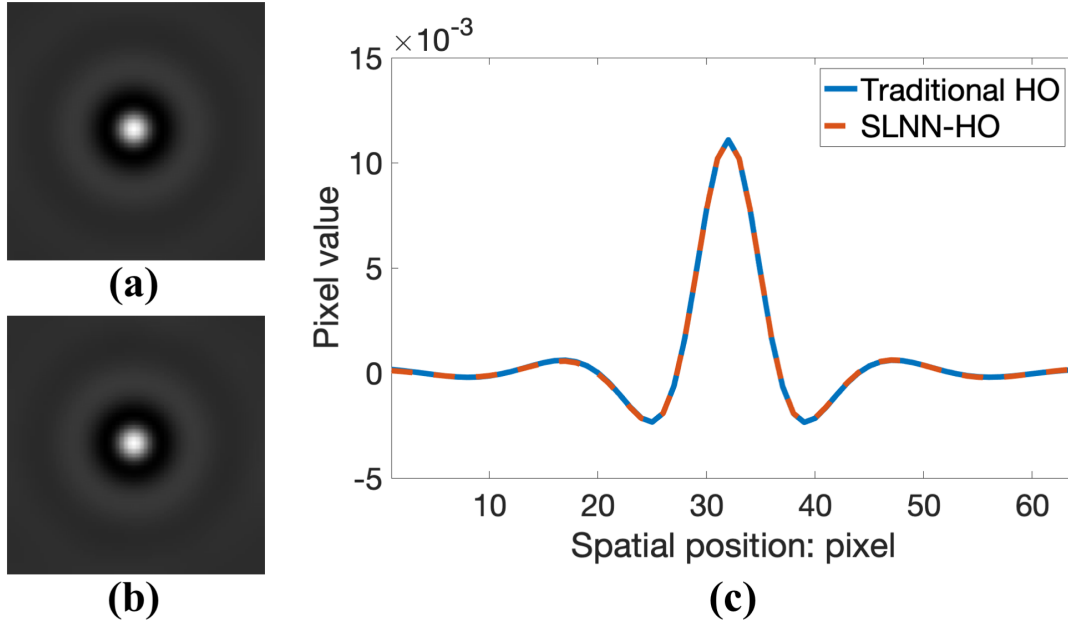 (a)
(b)
×10^-3
15
10
5
0
-5
Pixel value
10 20 30 40 50 60
Spatial position: pixel
Traditional HO
SLNN-HO
(c)